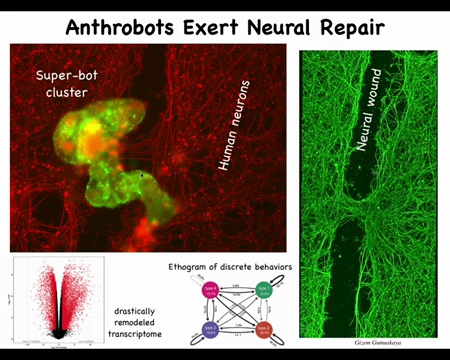 Anthrobots Exert Neural Repair
Super-bot
cluster
Human neurons
Neural wound
Ethogram of discrete behaviors
drastically
remodeled
transcriptome
Gizem Gumuskaya